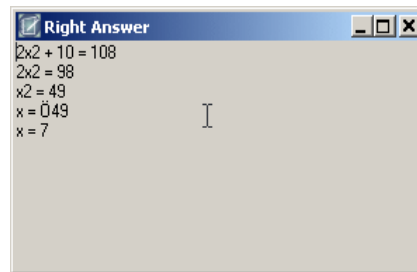 Right Answer
2x2 + 10 = 108
2x2 = 98
x2 = 49
x = Ö49
x = 7